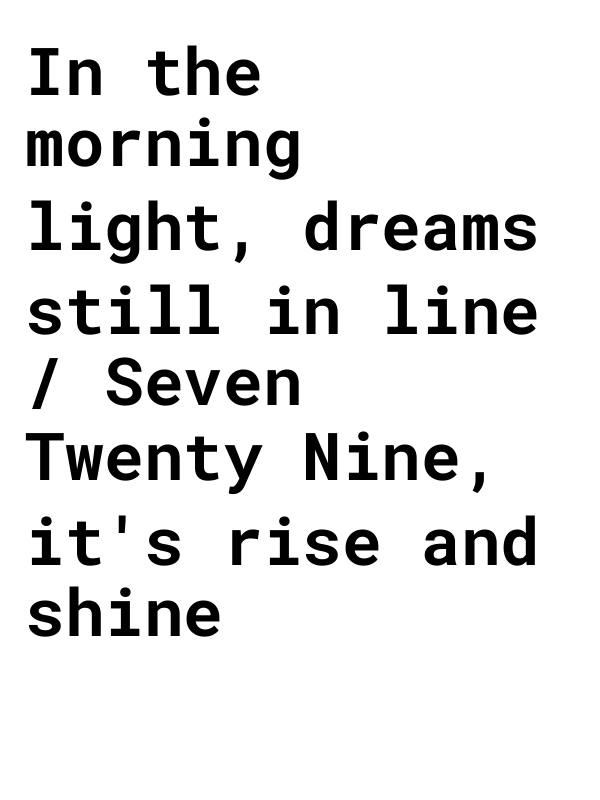 In the
morning
light, dreams
still in line
/ Seven
Twenty Nine,
it's rise and
shine